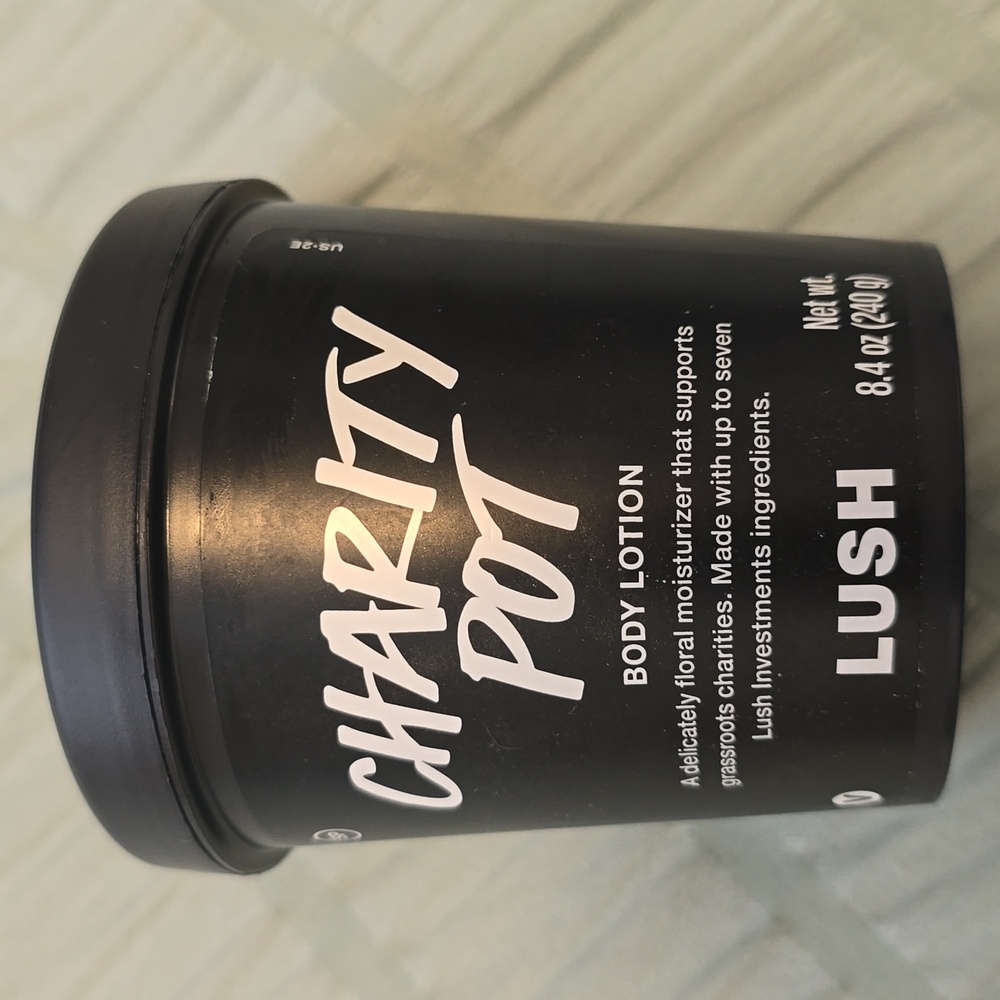 US-2E
CHARITY
POT
BODY LOTION
A delicately floral moisturizer that supports
grassroots charities. Made with up to seven
Lush Investments ingredients.
LUSH
Net wt.
8.4 oz (240 g)
V